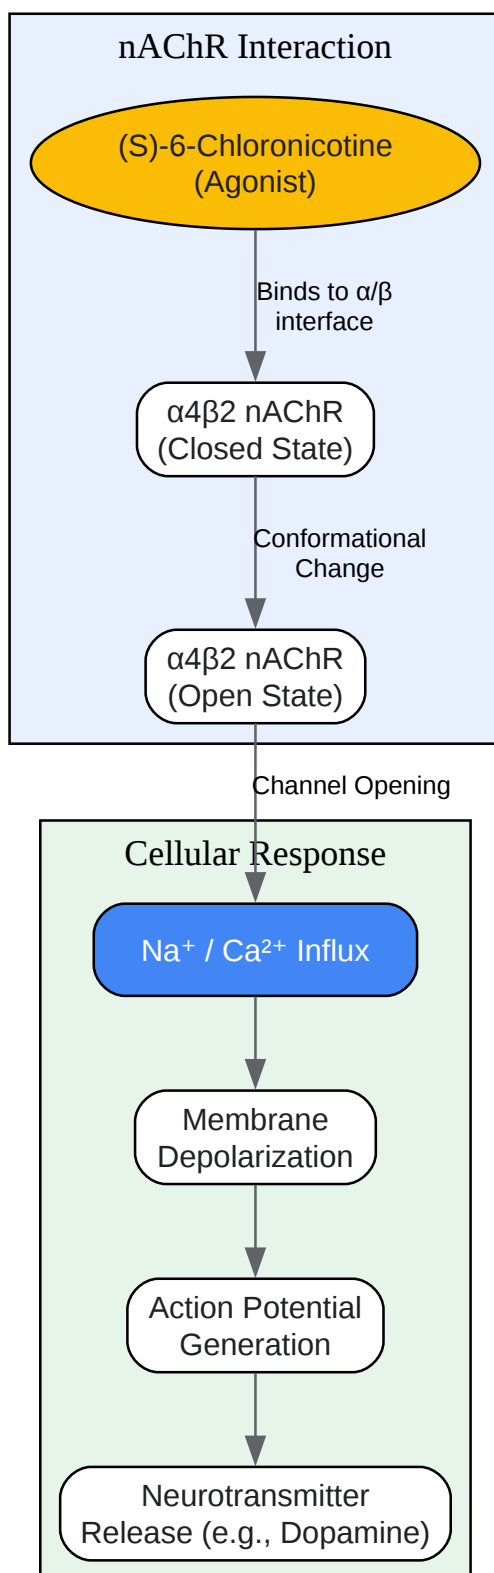 nAChR Interaction
(S)-6-Chloronicotine
(Agonist)
Binds to α/β
interface
α4β2 nAChR
(Closed State)
Conformational
Change
α4β2 nAChR
(Open State)
Channel Opening
Cellular Response
Na⁺ / Ca²⁺ Influx
Membrane
Depolarization
Action Potential
Generation
Neurotransmitter
Release (e.g., Dopamine)